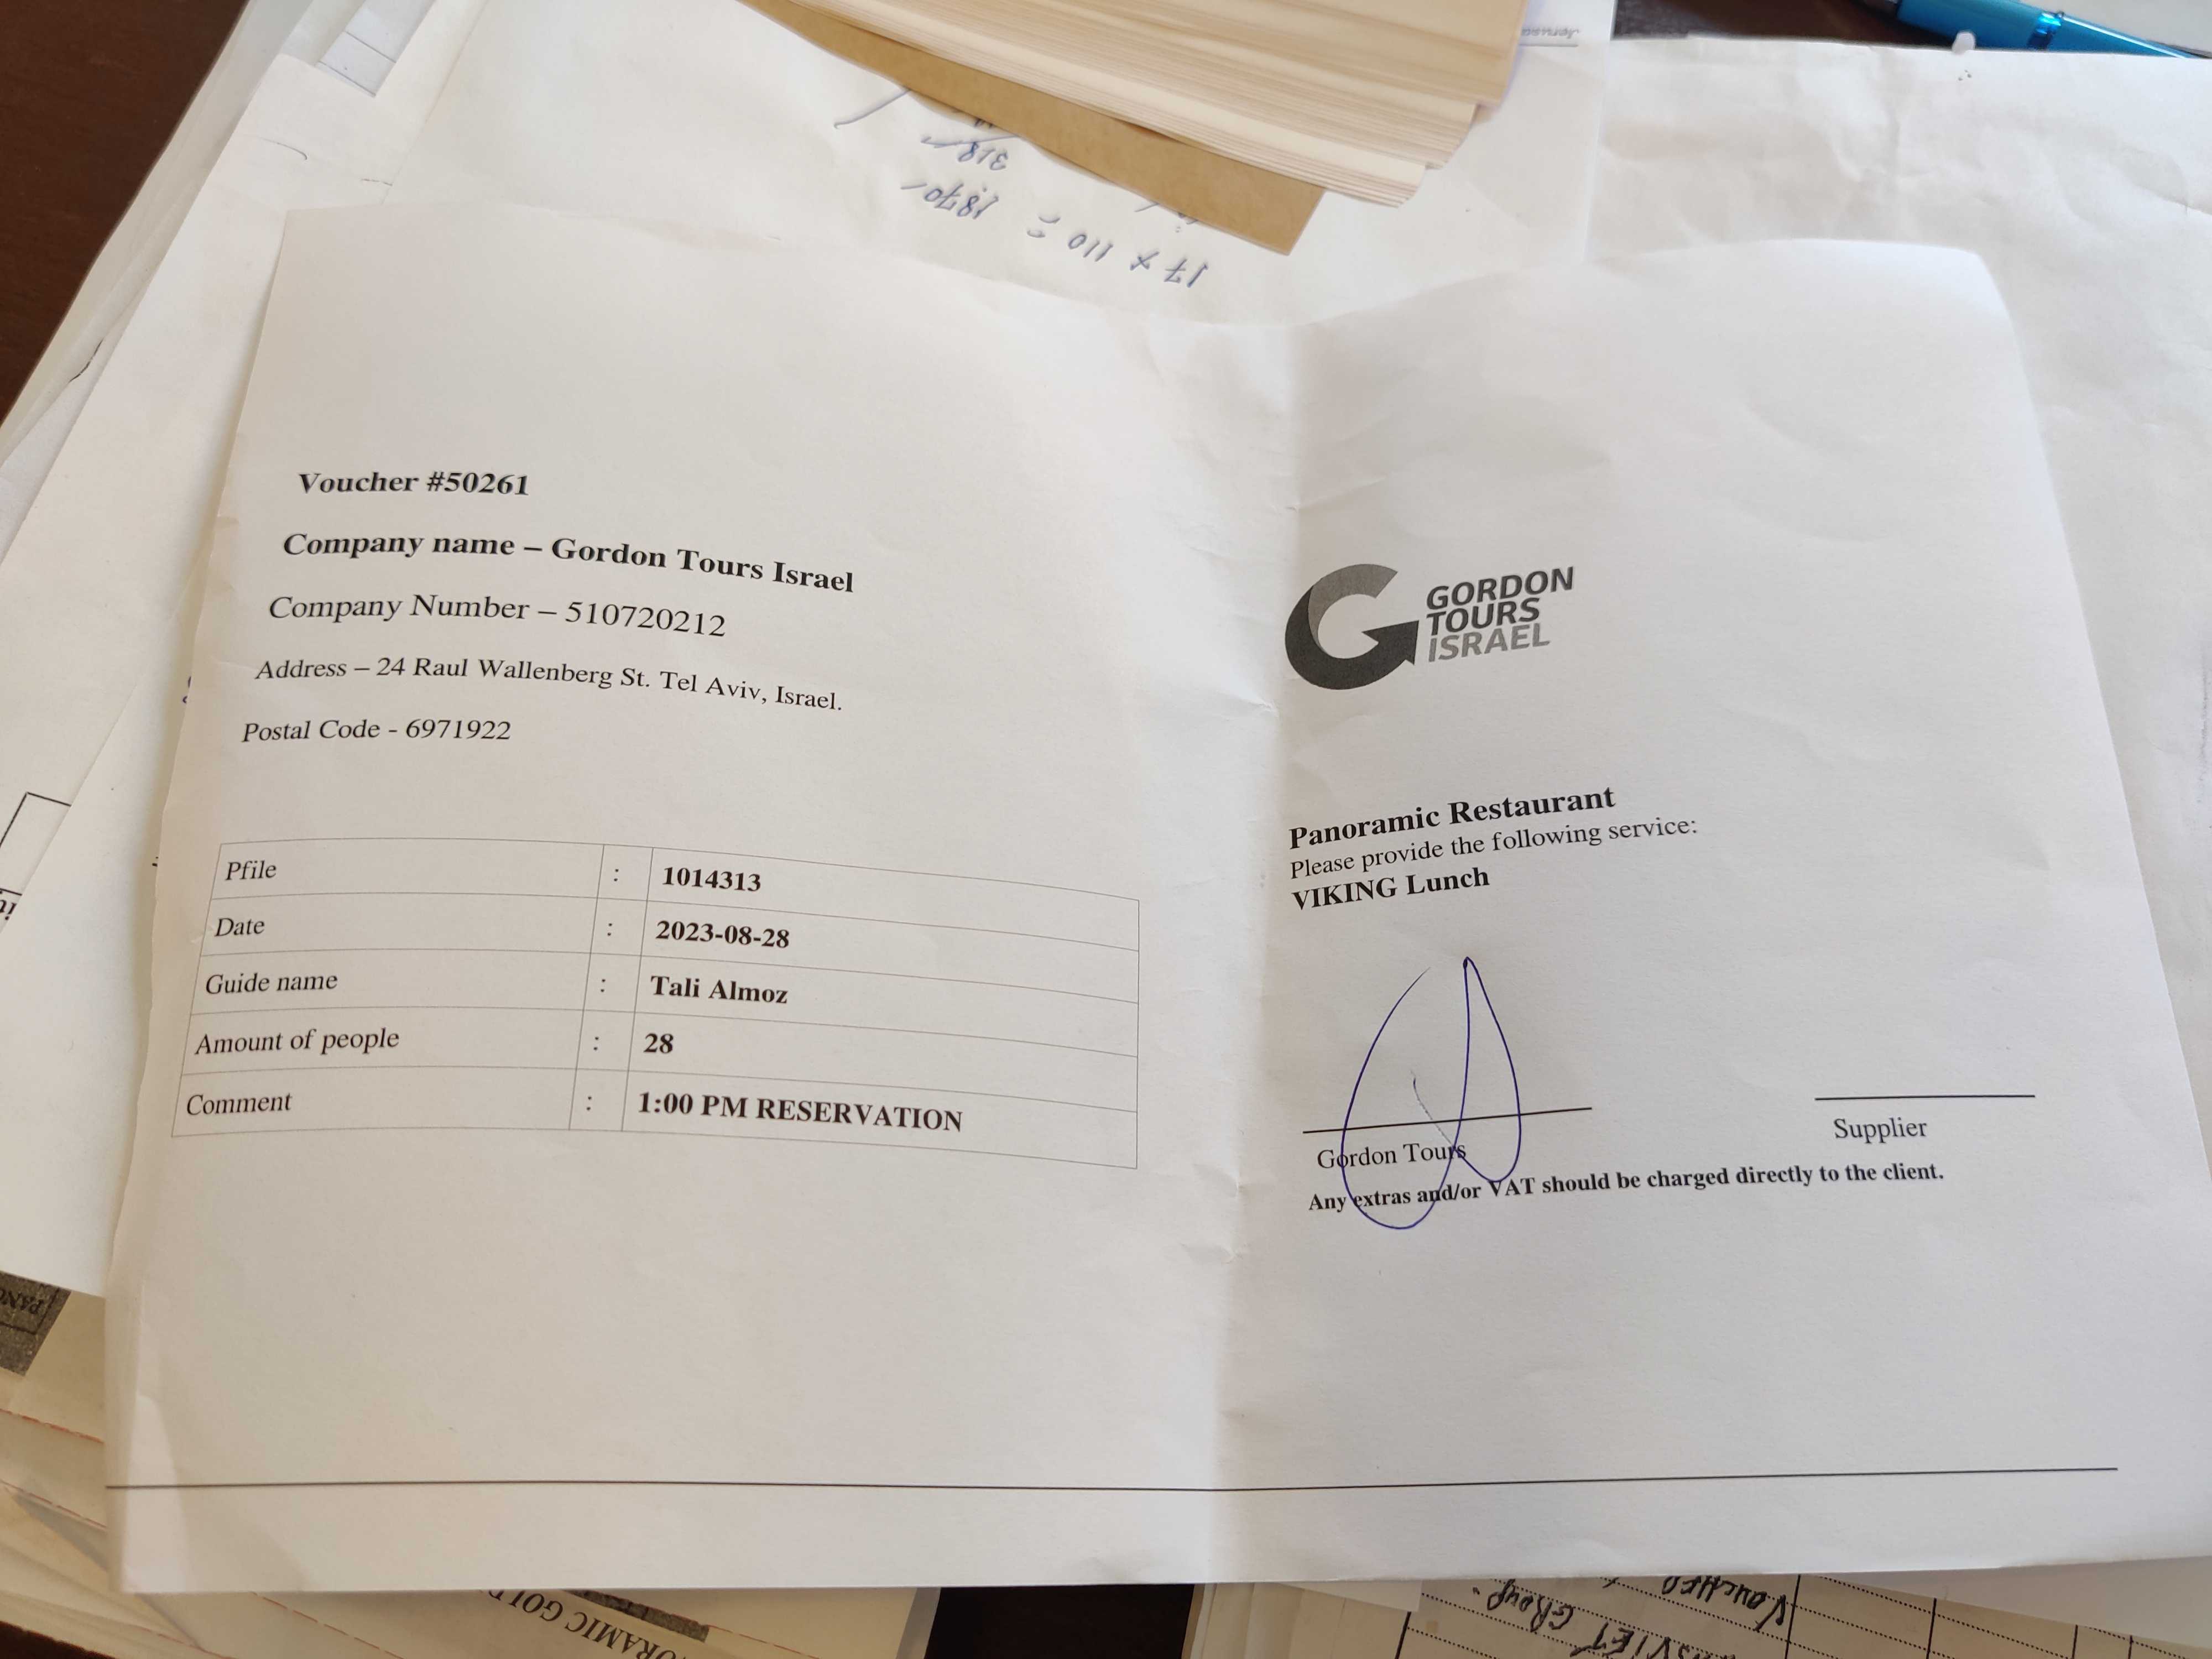 318
17 x 110 = 1870
Voucher #50261
Company name – Gordon Tours Israel
Company Number – 510720212
Address – 24 Raul Wallenberg St. Tel Aviv, Israel.
Postal Code - 6971922
Pfile : 1014313
Date : 2023-08-28
Guide name : Tali Almoz
Amount of people : 28
Comment : 1:00 PM RESERVATION
GORDON
TOURS
ISRAEL
Panoramic Restaurant
Please provide the following service:
VIKING Lunch
Gordon Tours
Supplier
Any extras and/or VAT should be charged directly to the client.
Group